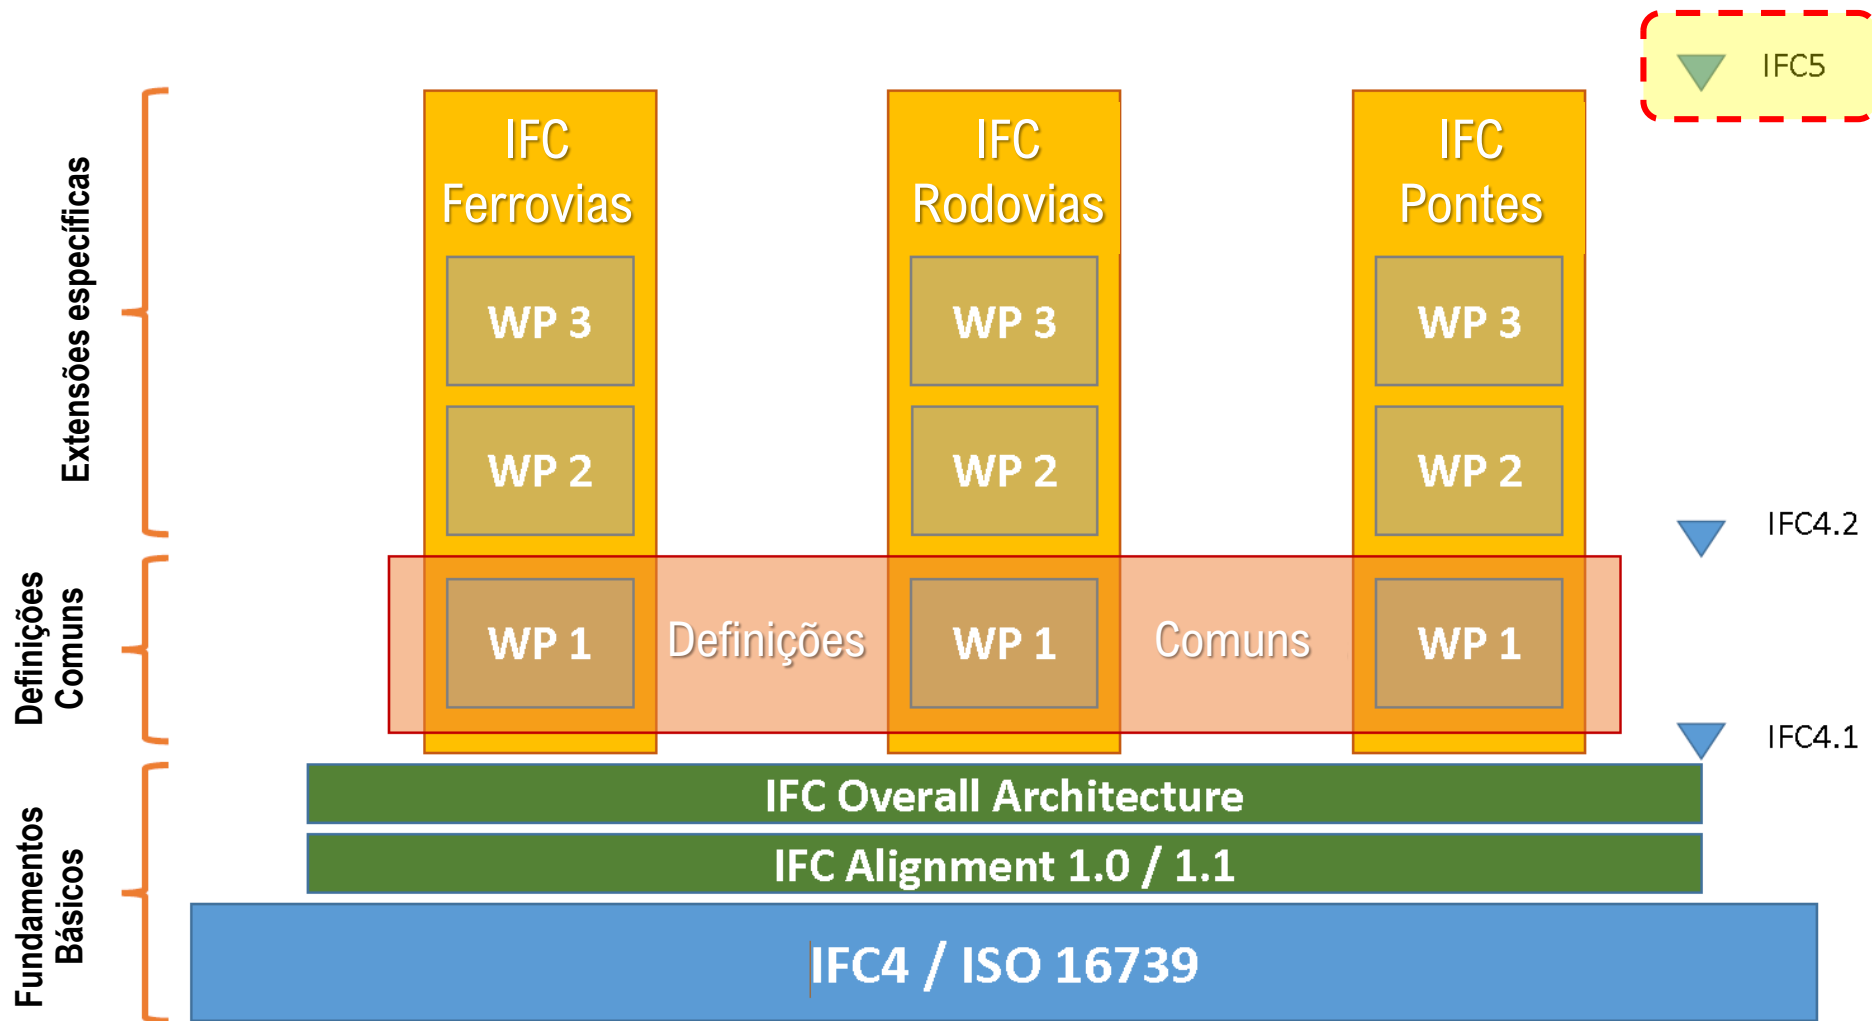 IFC5
IFC
Ferrovias
IFC
Rodovias
IFC
Pontes
Extensões específicas
WP 3
WP 3
WP 3
WP 2
WP 2
WP 2
IFC4.2
Definições
Comuns
WP 1
Definições
WP 1
Comuns
WP 1
IFC4.1
Fundamentos
Básicos
IFC Overall Architecture
IFC Alignment 1.0 / 1.1
IFC4 / ISO 16739